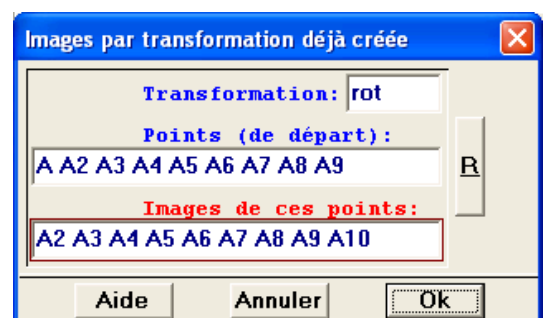 Images par transformation déjà créée
Transformation: rot
Points (de départ):
A A2 A3 A4 A5 A6 A7 A8 A9
R
Images de ces points:
A2 A3 A4 A5 A6 A7 A8 A9 A10
Aide Annuler Ok